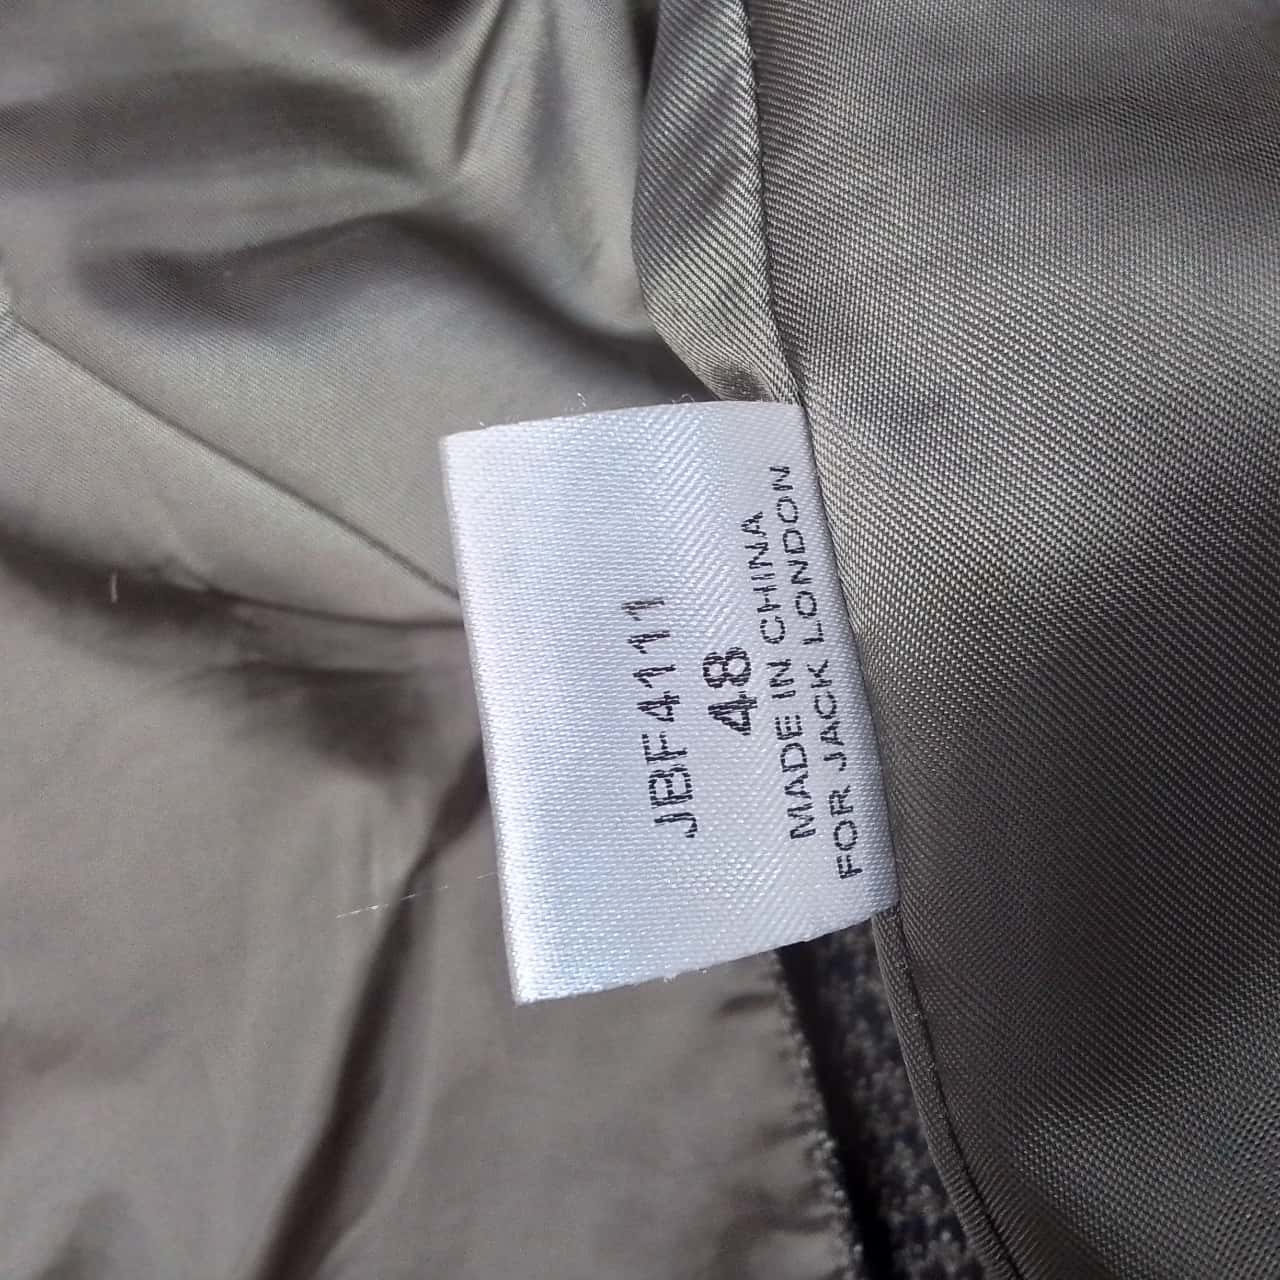 JBF4111
48
MADE IN CHINA
FOR JACK LONDON